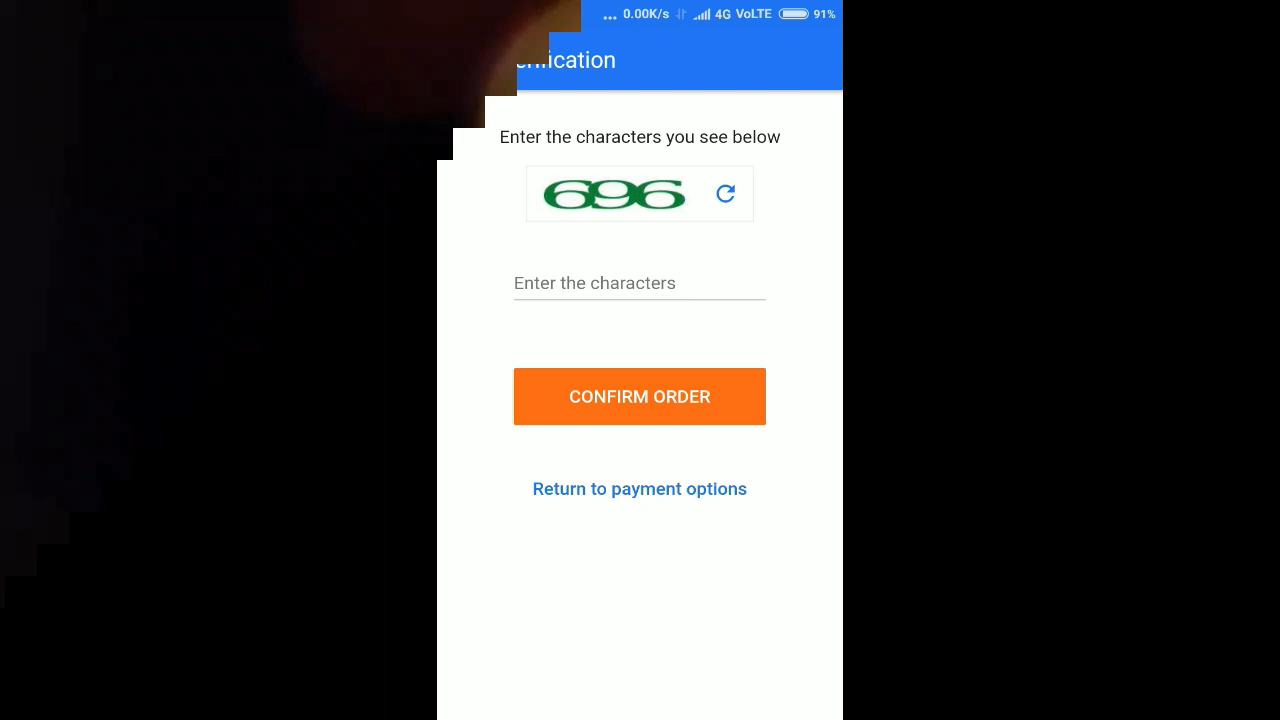 ... 0.00K/s 4G VoLTE 91%
Enter the characters you see below
696
Enter the characters
CONFIRM ORDER
Return to payment options